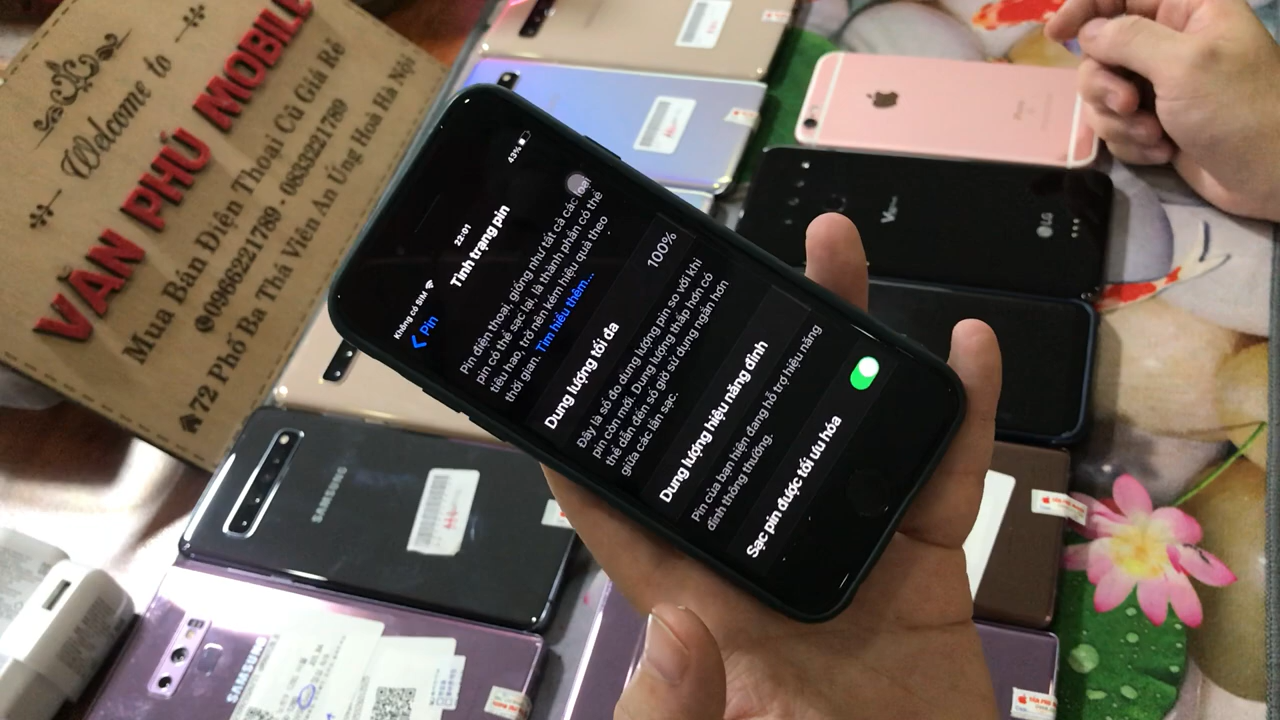 Welcome to
VĂN PHÚ MOBILE
Mua Bán Điện Thoại Cũ Giá Rẻ
0966221789 - 0833221789
72 Phố Ba Thá Viên An Ứng Hoà Hà Nội
Không có SIM
22:01
43%
Pin
Tình trạng pin
Pin điện thoại, giống như tất cả các loại
pin có thể sạc lại, là thành phần có thể
tiêu hao, trở nên kém hiệu quả theo
thời gian. Tìm hiểu thêm...
Dung lượng tối đa
100%
Đây là số đo dung lượng pin so với khi
pin còn mới. Dung lượng thấp hơn có
thể dẫn đến số giờ sử dụng ngắn hơn
giữa các lần sạc.
Dung lượng hiệu năng đỉnh
Pin của bạn hiện đang hỗ trợ hiệu năng
đỉnh thông thường.
Sạc pin được tối ưu hóa
SAMSUNG
SAMSUNG
LG